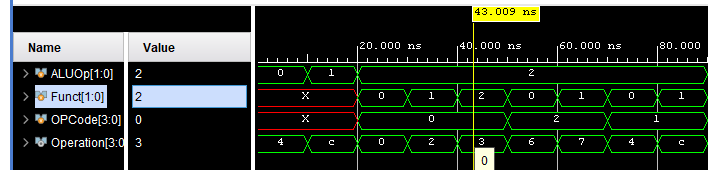 43.009 ns
Name Value 20.000 ns 40.000 ns 60.000 ns 80.000
ALUOp[1:0] 2 0 1 2
Funct[1:0] 2 X 0 1 2 0 1 0 1
OPCode[3:0] 0 X 0 2 1
Operation[3:0 3 4 c 0 2 3 6 7 4 c
0